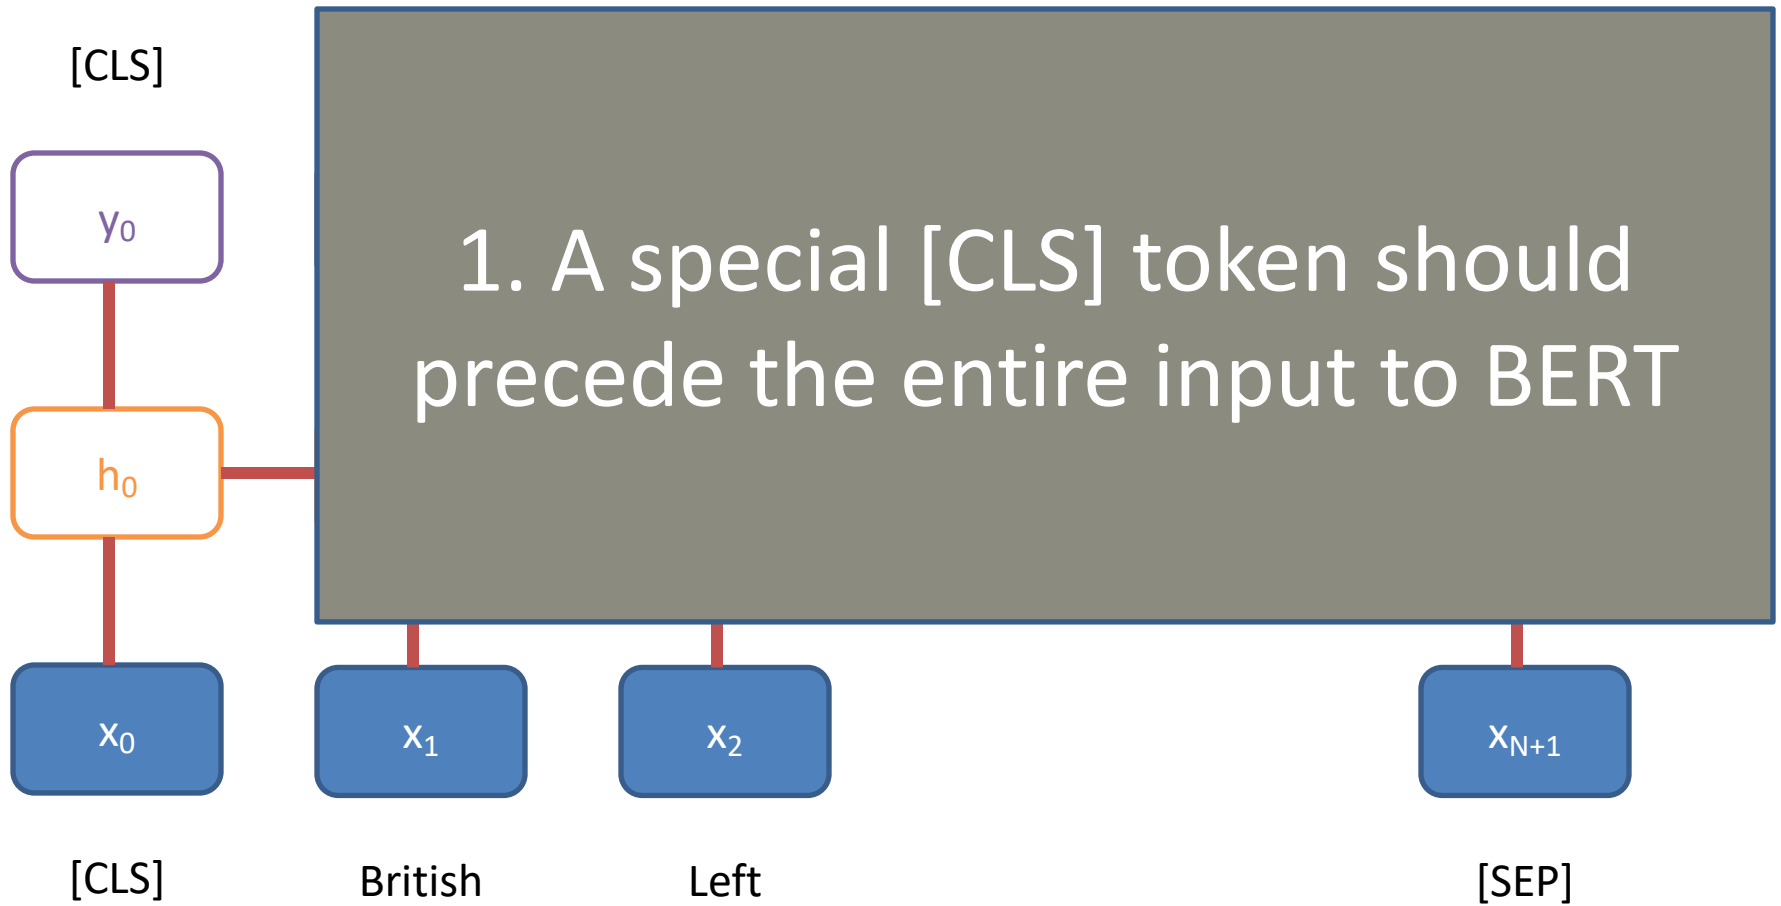 [CLS]
y0
1. A special [CLS] token should
precede the entire input to BERT
h0
x0
x1
x2
xN+1
[CLS]
British
Left
[SEP]